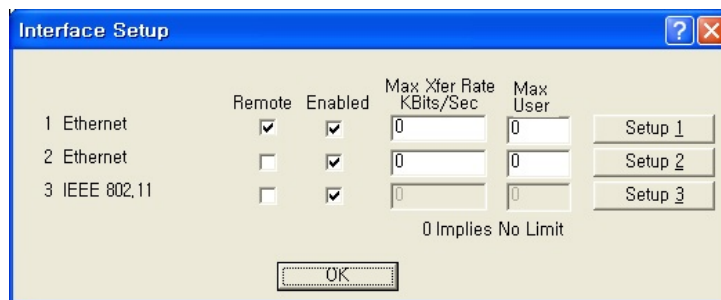 Interface Setup
Remote Enabled Max Xfer Rate KBits/Sec Max User
1 Ethernet 0 0 Setup 1
2 Ethernet 0 0 Setup 2
3 IEEE 802,11 0 0 Setup 3
0 Implies No Limit
OK